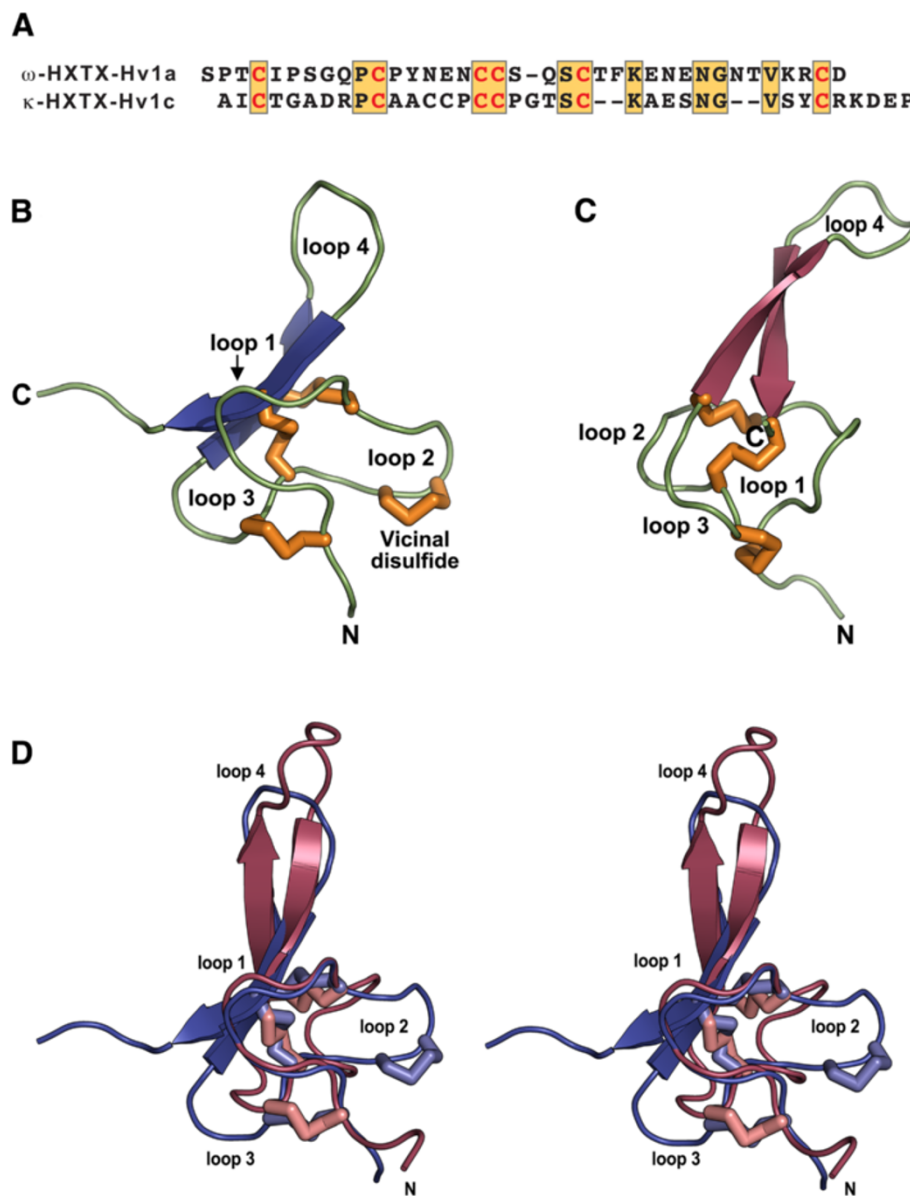 A
ω-HXTX-Hv1a SPTCIPSGQPCPYNENCCS-QSCTFKENENGNTVKRCD
κ-HXTX-Hv1c AICTGADRPCAACCPCCPGTSC--KAESNG--VSYCRKDEP
B
C
loop 4
loop 4
loop 1
C
loop 2
loop 3
Vicinal
disulfide
N
loop 2
C
loop 1
loop 3
N
D
loop 4
loop 1
loop 2
loop 3
N
loop 4
loop 1
loop 2
loop 3
N